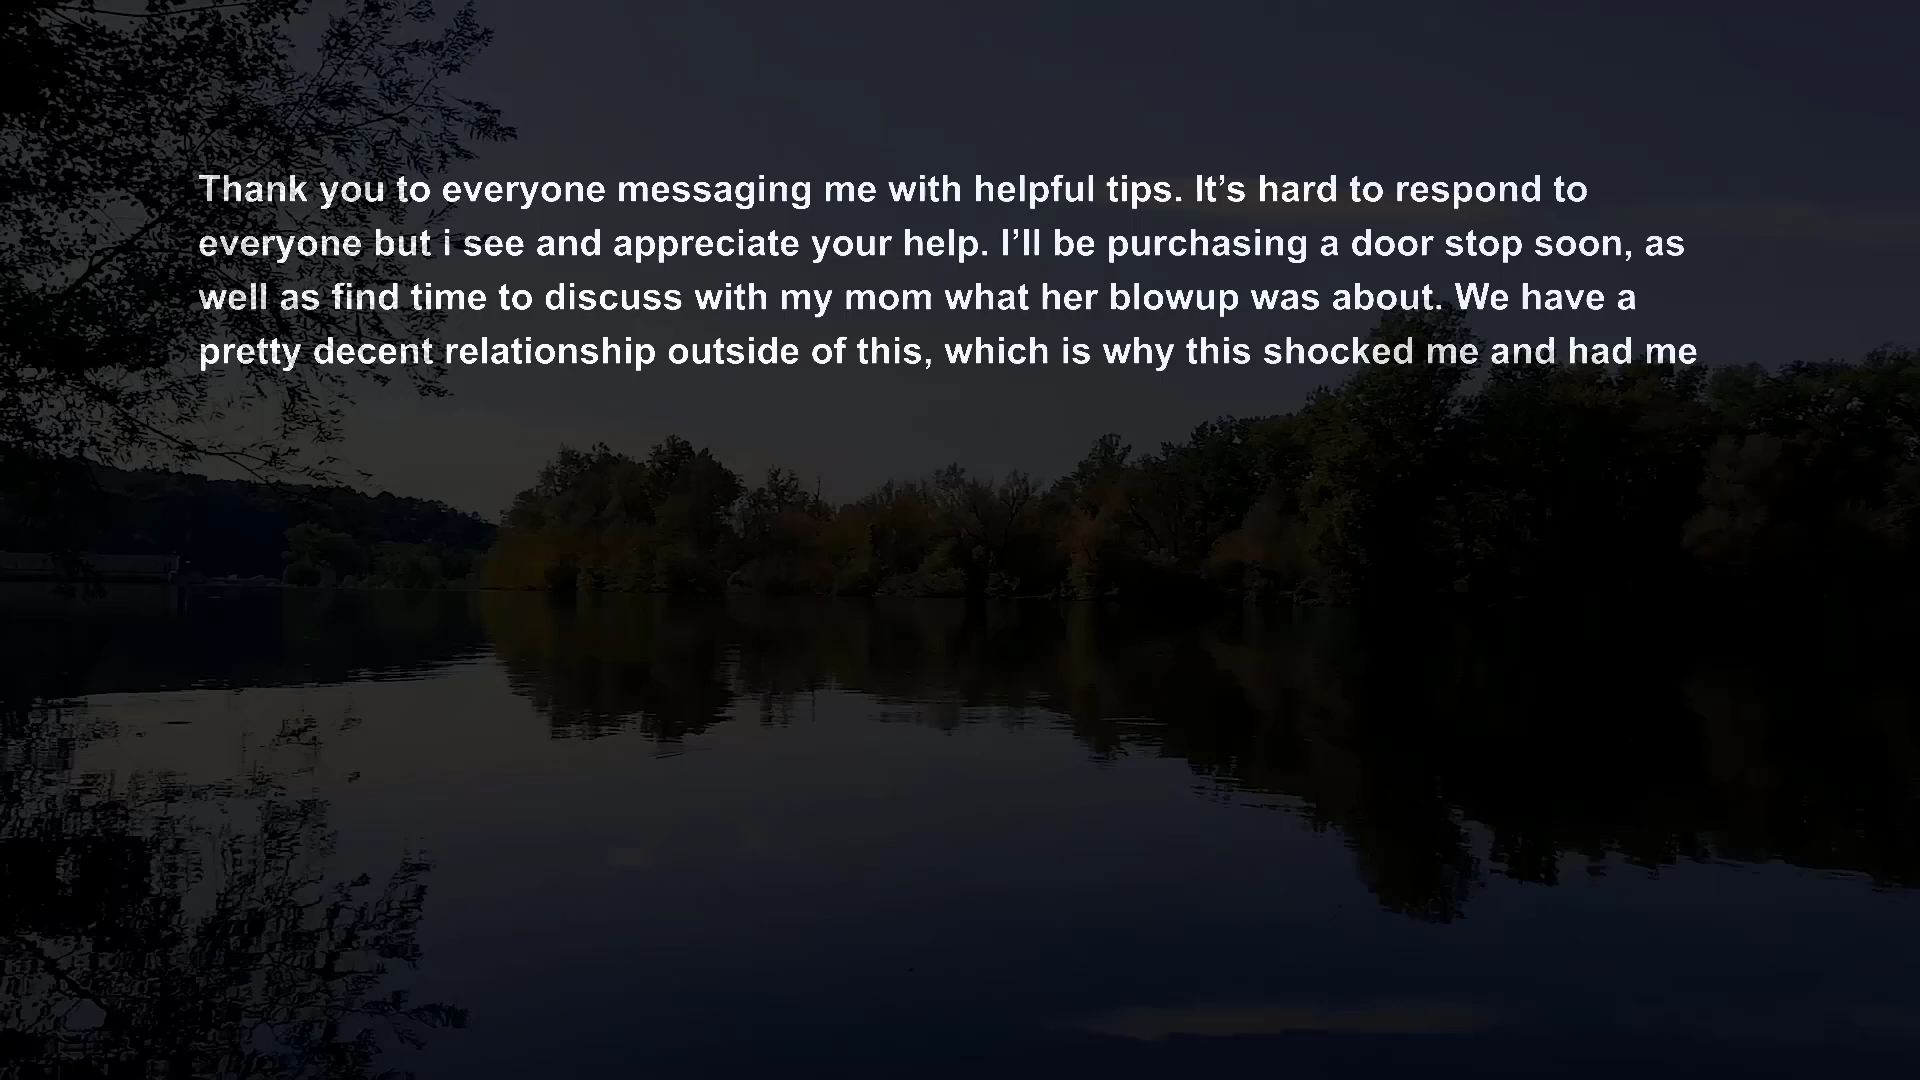 Thank you to everyone messaging me with helpful tips. It’s hard to respond to
everyone but i see and appreciate your help. I’ll be purchasing a door stop soon, as
well as find time to discuss with my mom what her blowup was about. We have a
pretty decent relationship outside of this, which is why this shocked me and had me